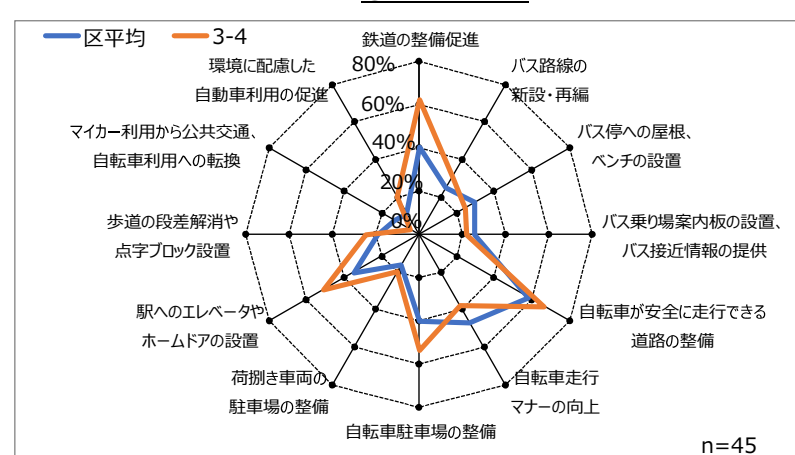 区平均 3-4
鉄道の整備促進
バス路線の
新設・再編
バス停への屋根、
ベンチの設置
バス乗り場案内板の設置、
バス接近情報の提供
自転車が安全に走行できる
道路の整備
自転車走行
マナーの向上
自転車駐車場の整備
荷捌き車両の
駐車場の整備
駅へのエレベータや
ホームドアの設置
歩道の段差解消や
点字ブロック設置
マイカー利用から公共交通、
自転車利用への転換
環境に配慮した
自動車利用の促進
80%
60%
40%
20%
0%
n=45